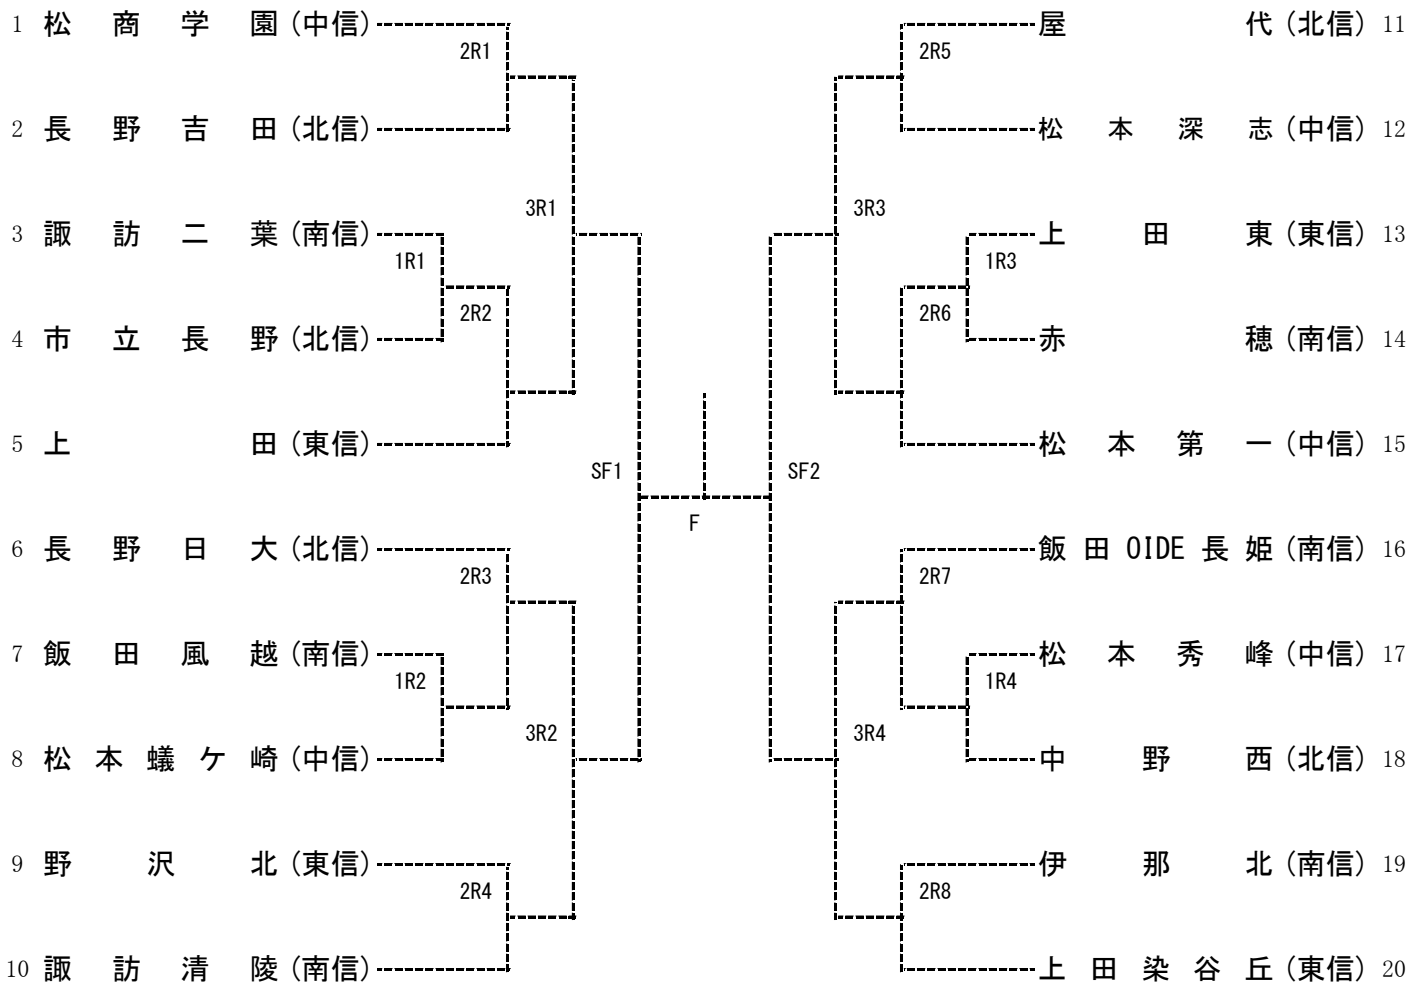 1 松商学園(中信)
2R1
2 長野吉田(北信)
3R1
3 諏訪二葉(南信)
1R1
2R2
4 市立長野(北信)
5 上田(東信)
SF1
6 長野日大(北信)
2R3
7 飯田風越(南信)
1R2
3R2
8 松本蟻ケ崎(中信)
9 野沢北(東信)
2R4
10 諏訪清陵(南信)
F
屋代(北信) 11
2R5
松本深志(中信) 12
3R3
上田東(東信) 13
1R3
2R6
赤穂(南信) 14
松本第一(中信) 15
SF2
飯田OIDE長姫(南信) 16
2R7
松本秀峰(中信) 17
1R4
3R4
中野西(北信) 18
伊那北(南信) 19
2R8
上田染谷丘(東信) 20